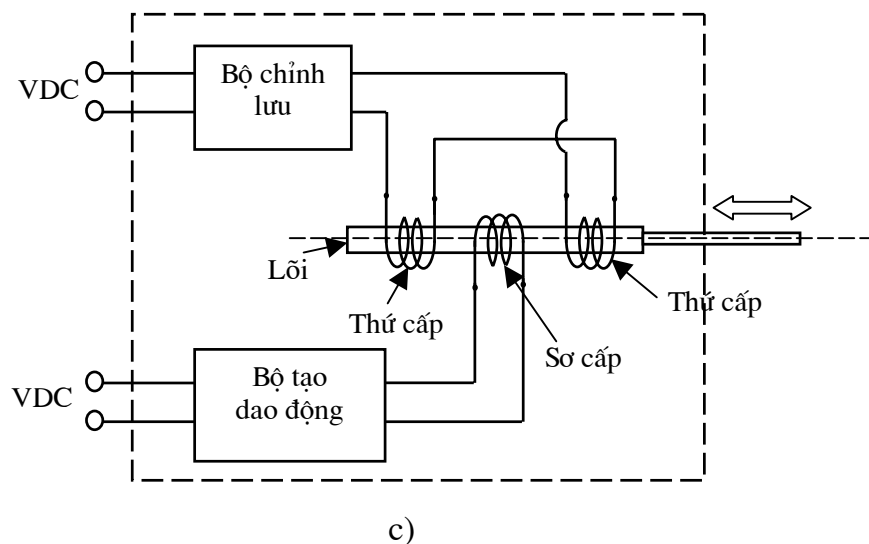 VDC
Bộ chỉnh
lưu
Lõi
Thứ cấp
Sơ cấp
Thứ cấp
VDC
Bộ tạo
dao động
c)